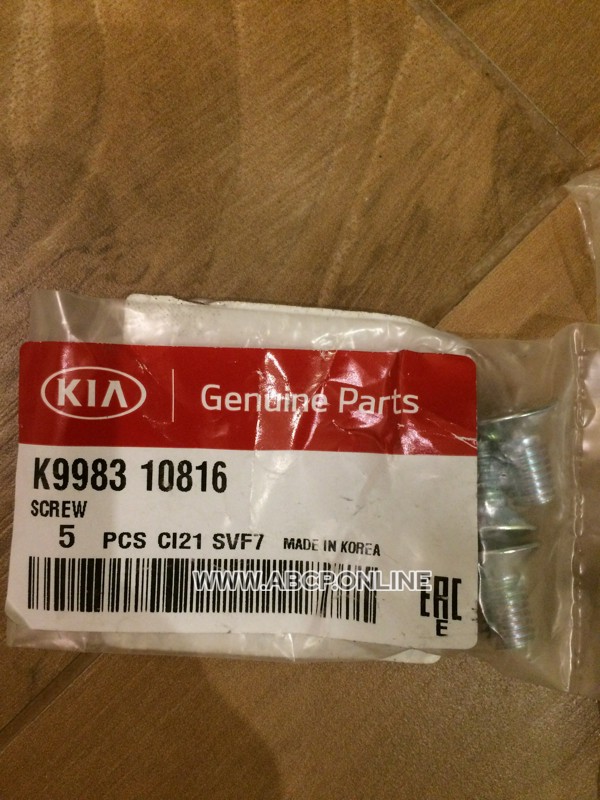 KIA Genuine Parts
K9983 10816
SCREW
5 PCS CI21 SVF7 MADE IN KOREA
WWW.ABCP.ONLINE
EAC
E